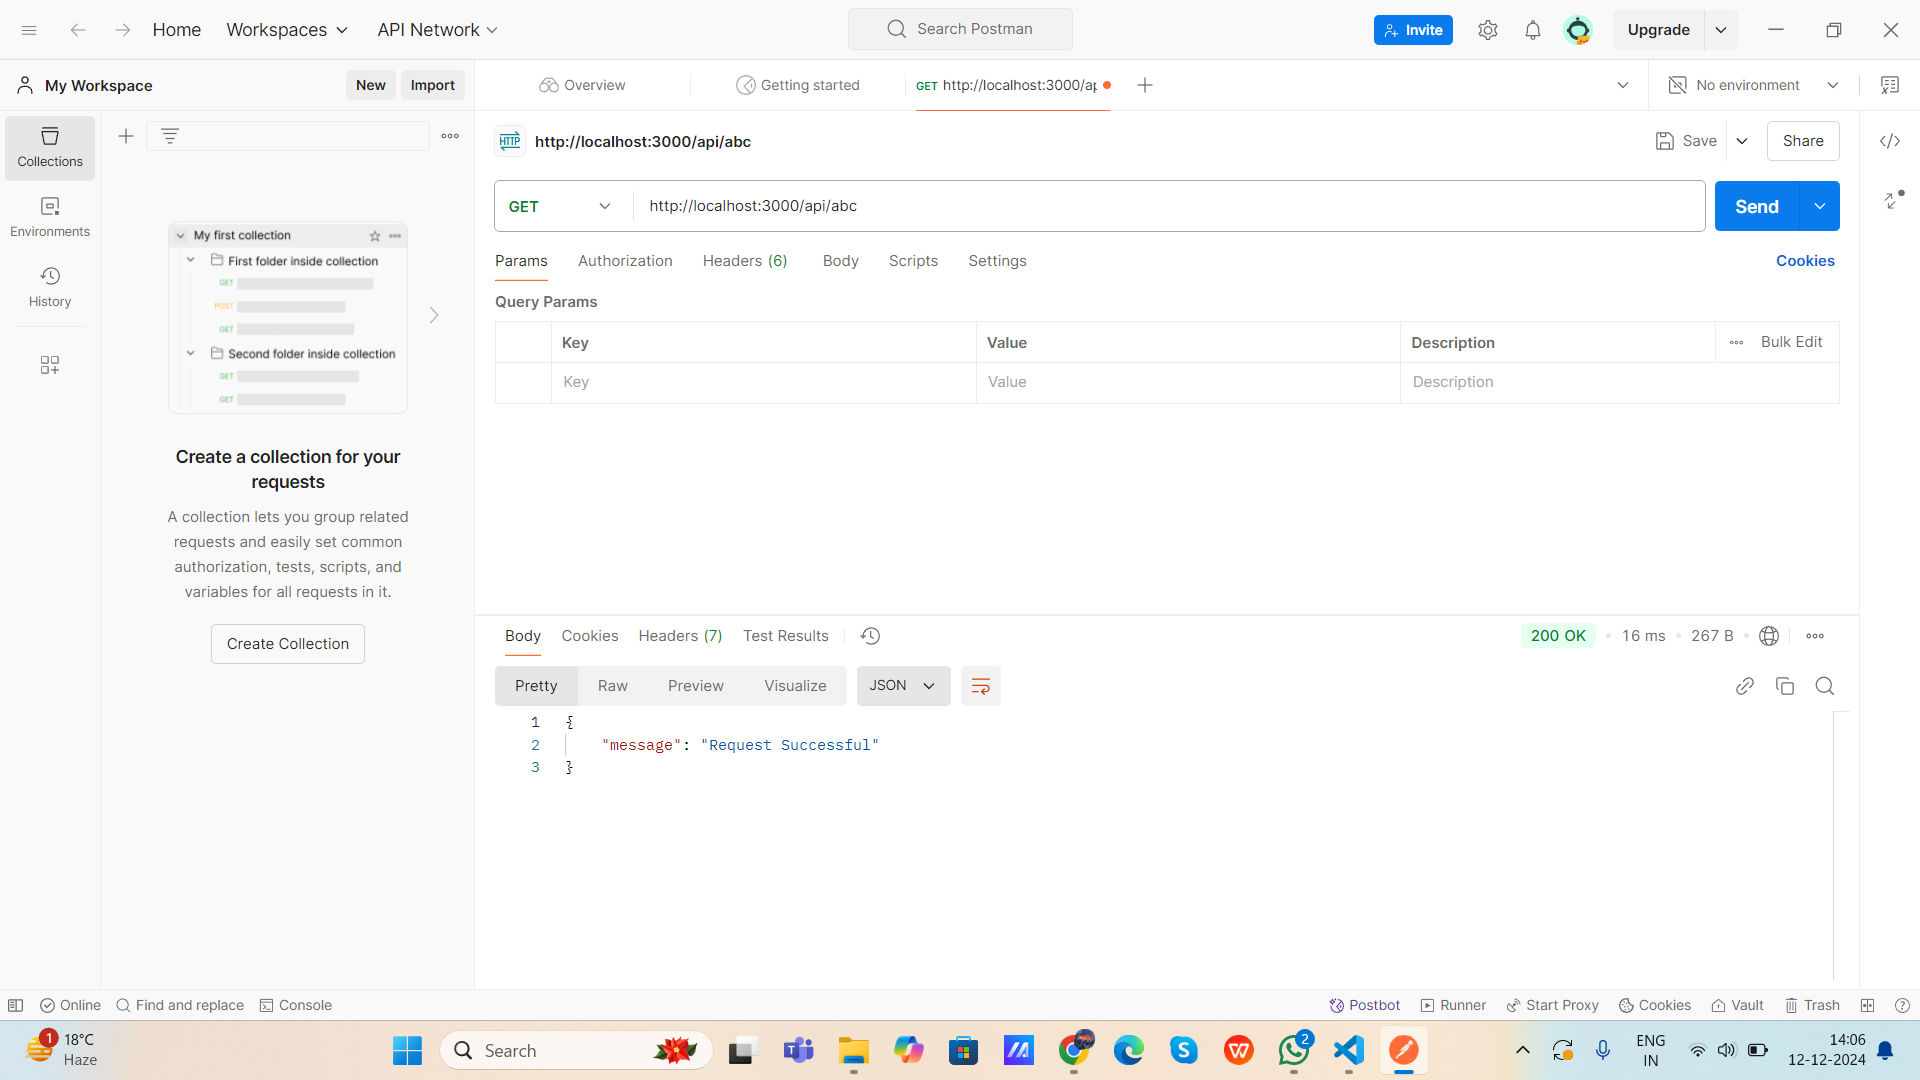 Home
Workspaces
API Network
Search Postman
Invite
Upgrade
My Workspace
New
Import
Overview
Getting started
GET http://localhost:3000/ap
No environment
Collections
Environments
History
My first collection
First folder inside collection
GET
POST
GET
Second folder inside collection
GET
GET
Create a collection for your
requests
A collection lets you group related
requests and easily set common
authorization, tests, scripts, and
variables for all requests in it.
Create Collection
HTTP
http://localhost:3000/api/abc
Save
Share
GET
http://localhost:3000/api/abc
Send
Params
Authorization
Headers (6)
Body
Scripts
Settings
Cookies
Query Params
Key
Value
Description
Bulk Edit
Key
Value
Description
Body
Cookies
Headers (7)
Test Results
200 OK
16 ms
267 B
Pretty
Raw
Preview
Visualize
JSON
1 {
2 "message": "Request Successful"
3 }
Online
Find and replace
Console
Postbot
Runner
Start Proxy
Cookies
Vault
Trash
1
18°C
Haze
Search
2
ENG
IN
14:06
12-12-2024